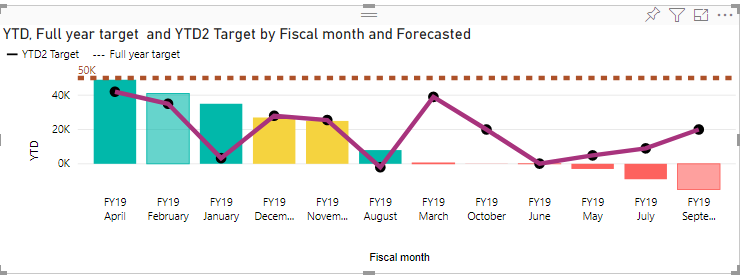 YTD, Full year target and YTD2 Target by Fiscal month and Forecasted
YTD2 Target Full year target
50K
40K
20K
0K
YTD
FY19 FY19 FY19 FY19 FY19 FY19 FY19 FY19 FY19 FY19 FY19 FY19
April February January Decem... Novem... August March October June May July Septe...
Fiscal month